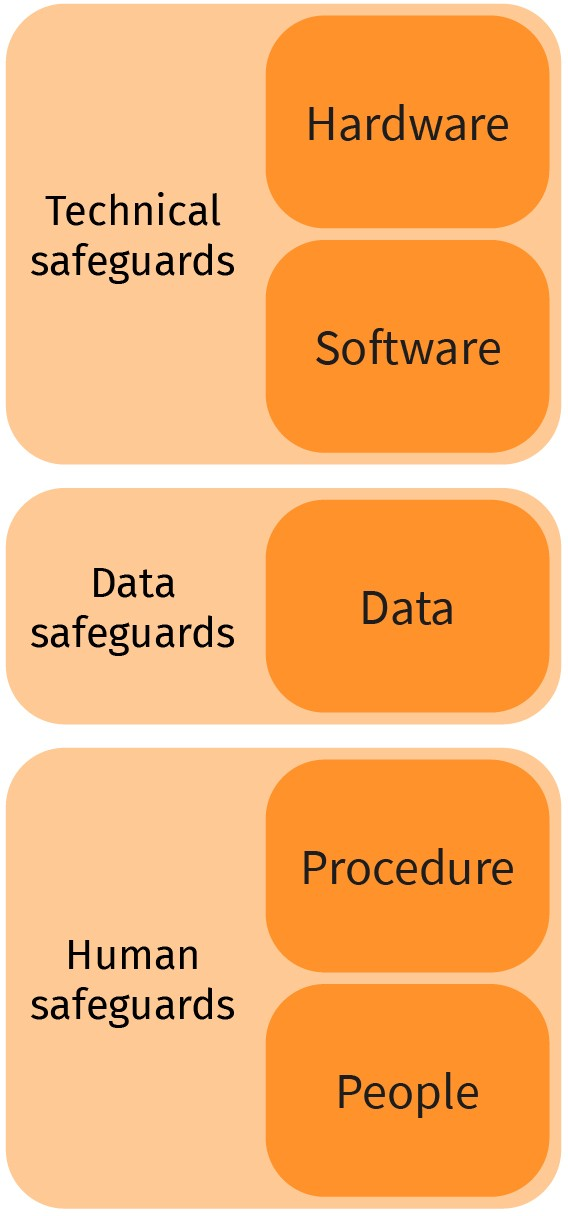 Technical
safeguards
Hardware
Software
Data
safeguards
Data
Human
safeguards
Procedure
People